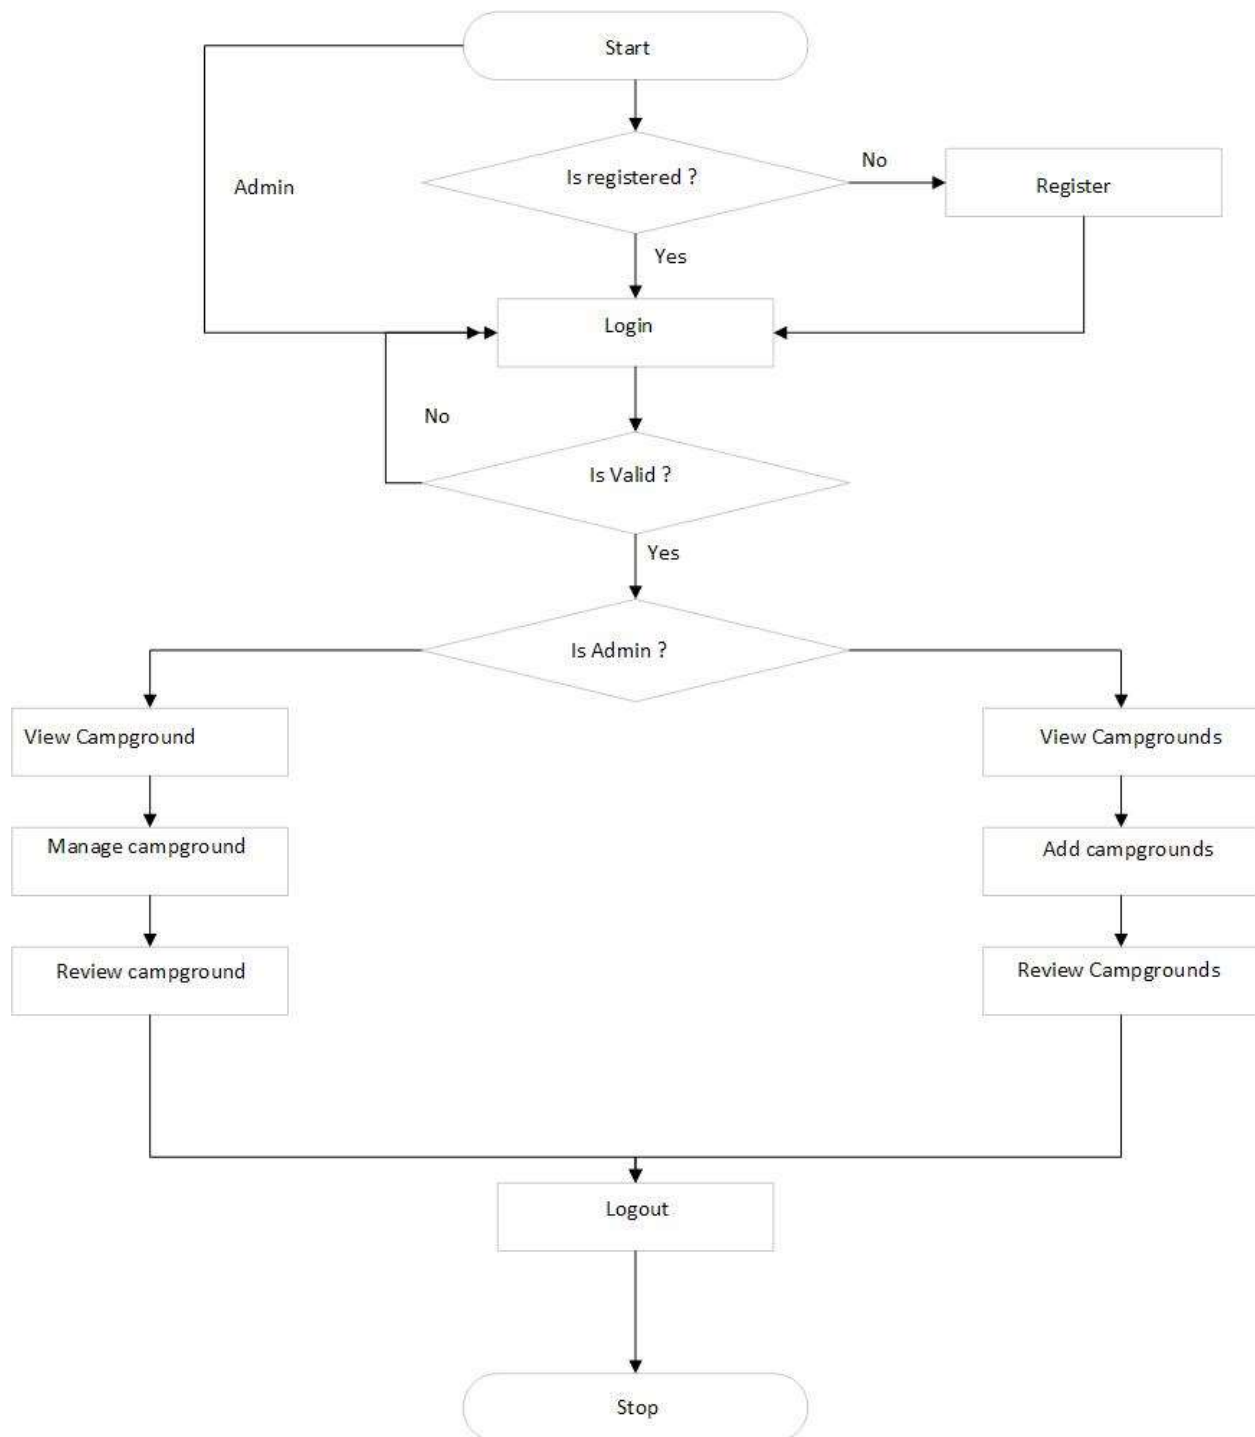 Start
Admin
Is registered ?
No
Register
Yes
Login
No
Is Valid ?
Yes
Is Admin ?
View Campground
View Campgrounds
Manage campground
Add campgrounds
Review campground
Review Campgrounds
Logout
Stop